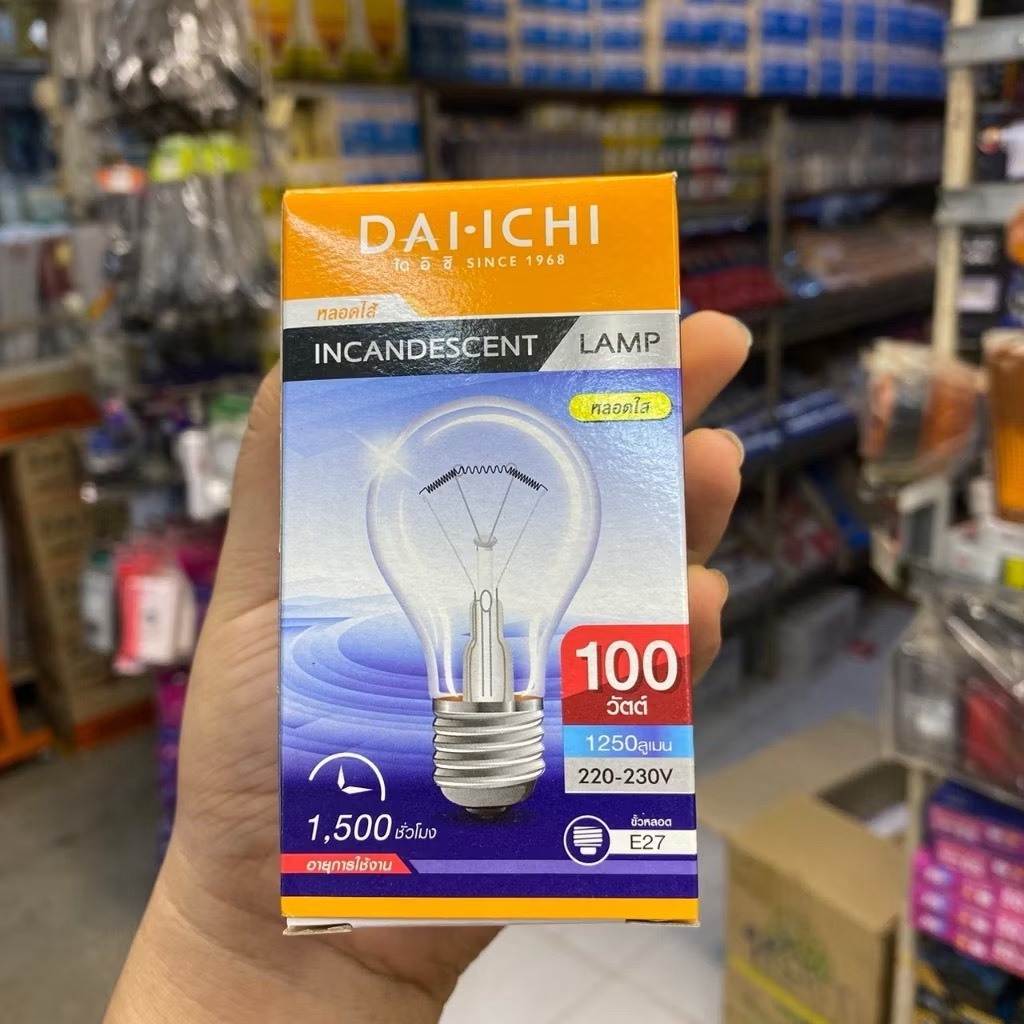 DAI·ICHI
ได อิ ชิ SINCE 1968
หลอดไส้
INCANDESCENT LAMP
หลอดใส
100
วัตต์
1250ลูเมน
220-230V
1,500 ชั่วโมง
อายุการใช้งาน
ขั้วหลอด
E27